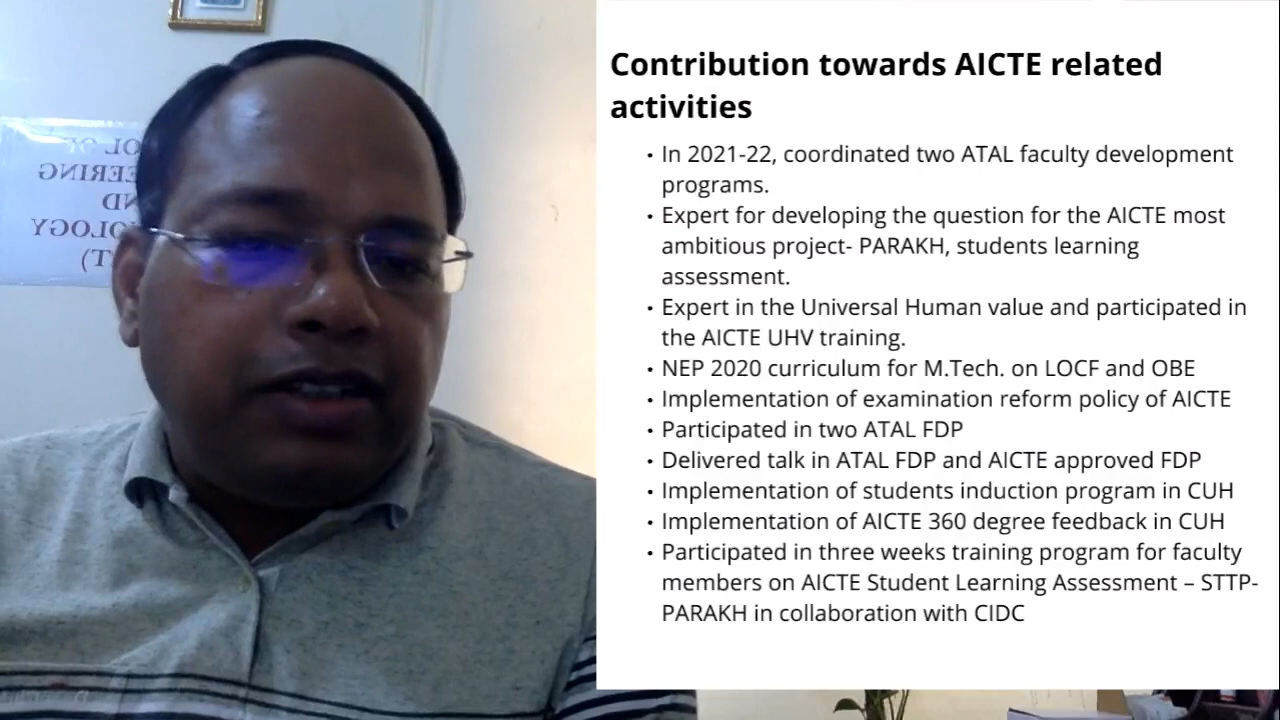 OL OF
EERING
ND
OLOGY
T)
Contribution towards AICTE related
activities
• In 2021-22, coordinated two ATAL faculty development
programs.
• Expert for developing the question for the AICTE most
ambitious project- PARAKH, students learning
assessment.
• Expert in the Universal Human value and participated in
the AICTE UHV training.
• NEP 2020 curriculum for M.Tech. on LOCF and OBE
• Implementation of examination reform policy of AICTE
• Participated in two ATAL FDP
• Delivered talk in ATAL FDP and AICTE approved FDP
• Implementation of students induction program in CUH
• Implementation of AICTE 360 degree feedback in CUH
• Participated in three weeks training program for faculty
members on AICTE Student Learning Assessment – STTP-
PARAKH in collaboration with CIDC